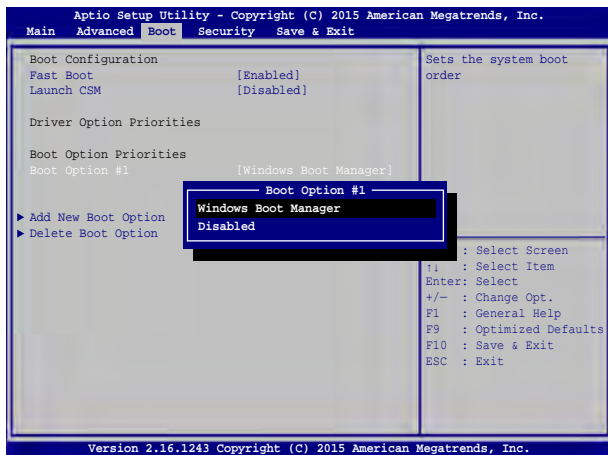 Aptio Setup Utility - Copyright (C) 2015 American Megatrends, Inc.
Main Advanced Boot Security Save & Exit
Boot Configuration
Fast Boot [Enabled]
Launch CSM [Disabled]
Driver Option Priorities
Boot Option Priorities
Boot Option #1 [Windows Boot Manager]
Add New Boot Option
Delete Boot Option
Boot Option #1
Windows Boot Manager
Disabled
Sets the system boot
order
: Select Screen
↑↓ : Select Item
Enter: Select
+/— : Change Opt.
F1 : General Help
F9 : Optimized Defaults
F10 : Save & Exit
ESC : Exit
Version 2.16.1243 Copyright (C) 2015 American Megatrends, Inc.